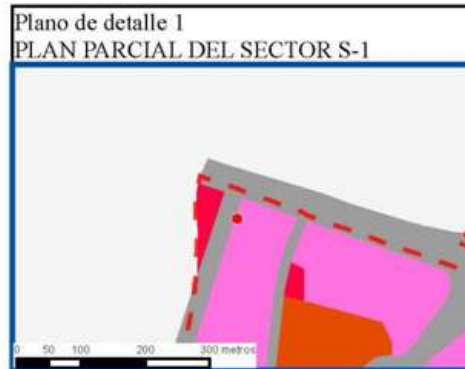 Plano de detalle 1
PLAN PARCIAL DEL SECTOR S-1
0 50 100 200 300 metros